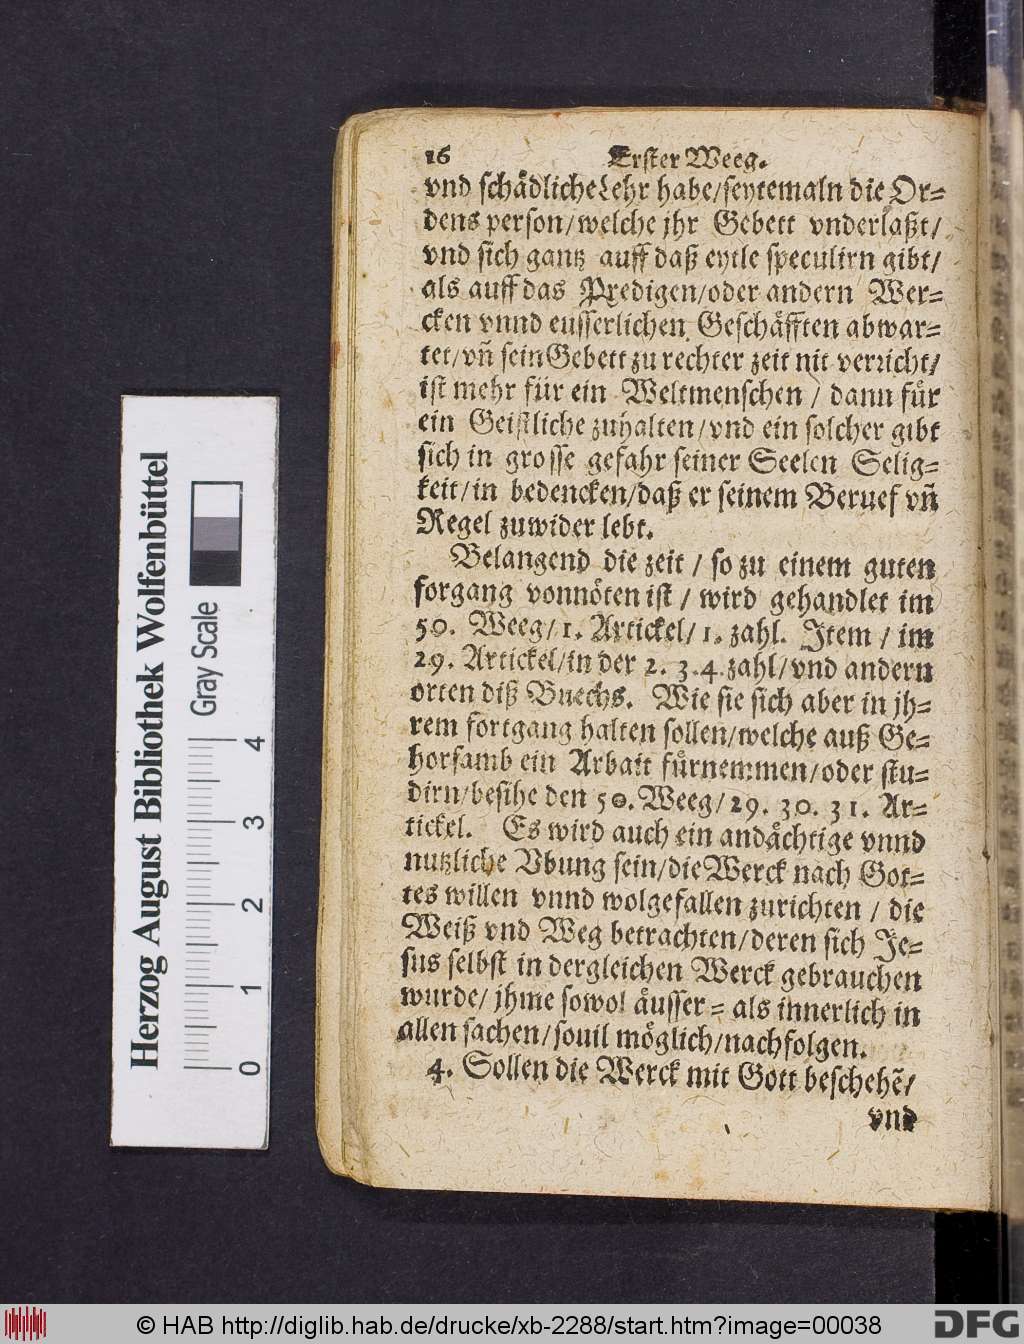 16 Erster Weeg.
vnd schådliche Lehr habe/seytemaln die Or=
dens person/welche jhr Gebett vnderlaßt/
vnd sich gantz auff daß eytle speculirn gibt/
als auff das Predigen/oder andern Wer=
cken vnnd eusserlichen Geschåfften abwar=
tet/vñ sein Gebett zu rechter zeit nit verricht/
ist mehr für ein Weltmenschen / dann fůr
ein Geistliche zuhalten/vnd ein solcher gibt
sich in grosse gefahr seiner Seelen Selig=
keit/in bedencken/daß er seinem Beruef vñ
Regel zuwider lebt.
Belangend die zeit / so zu einem guten
forgang vonnöten ist / wird gehandlet im
50. Weeg/1. Artickel/1. zahl. Item / im
29. Artickel/in der 2. 3.4. zahl/vnd andern
orten diß Buechs. Wie sie sich aber in jh=
rem fortgang halten sollen/welche auß Ge=
horsamb ein Arbait fůrnemmen/oder stu=
dirn/besihe den 50. Weeg/29. 30. 31. Ar=
tickel. Es wird auch ein andåchtige vnnd
nutzliche Vbung sein/die Werck nach Got=
tes willen vnnd wolgefallen zurichten / die
Weiß vnd Weg betrachten/deren sich Je=
sus selbst in dergleichen Werck gebrauchen
wurde/ jhme sowol äusser= als innerlich in
allen sachen/souil möglich/nachfolgen.
4. Sollen die Werck mit Gott beschehẽ/
vnd
Herzog August Bibliothek Wolfenbüttel
Gray Scale
0 1 2 3 4
© HAB http://diglib.hab.de/drucke/xb-2288/start.htm?image=00038
DFG